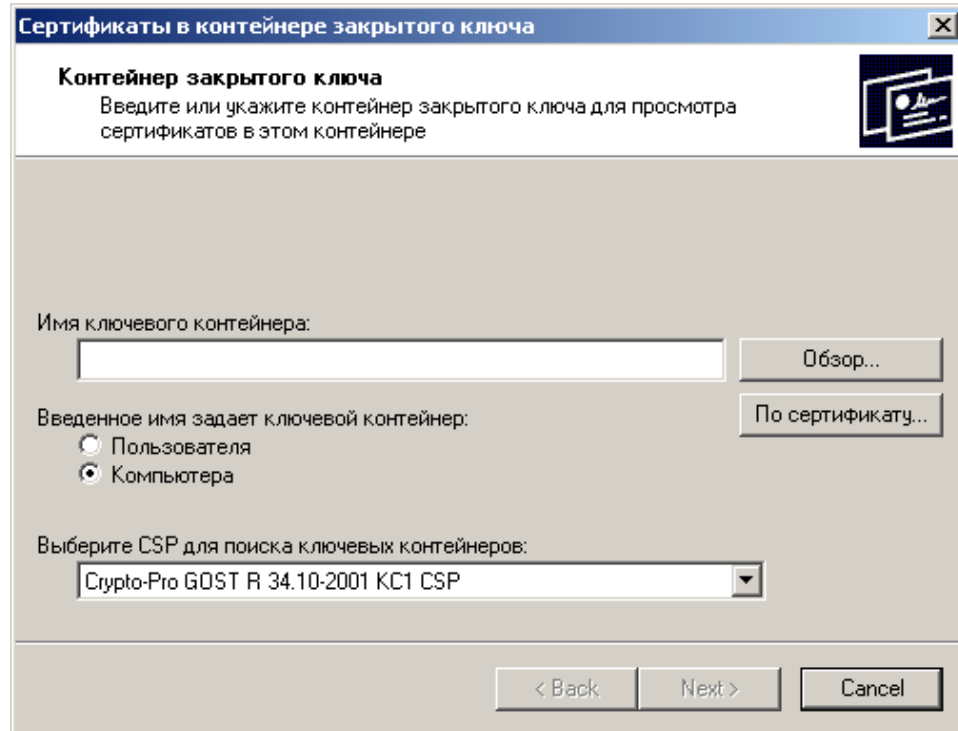 Сертификаты в контейнере закрытого ключа
Контейнер закрытого ключа
Введите или укажите контейнер закрытого ключа для просмотра
сертификатов в этом контейнере
Имя ключевого контейнера:
Обзор...
Введенное имя задает ключевой контейнер:
По сертификату...
Пользователя
Компьютера
Выберите CSP для поиска ключевых контейнеров:
Crypto-Pro GOST R 34.10-2001 KC1 CSP
< Back
Next >
Cancel